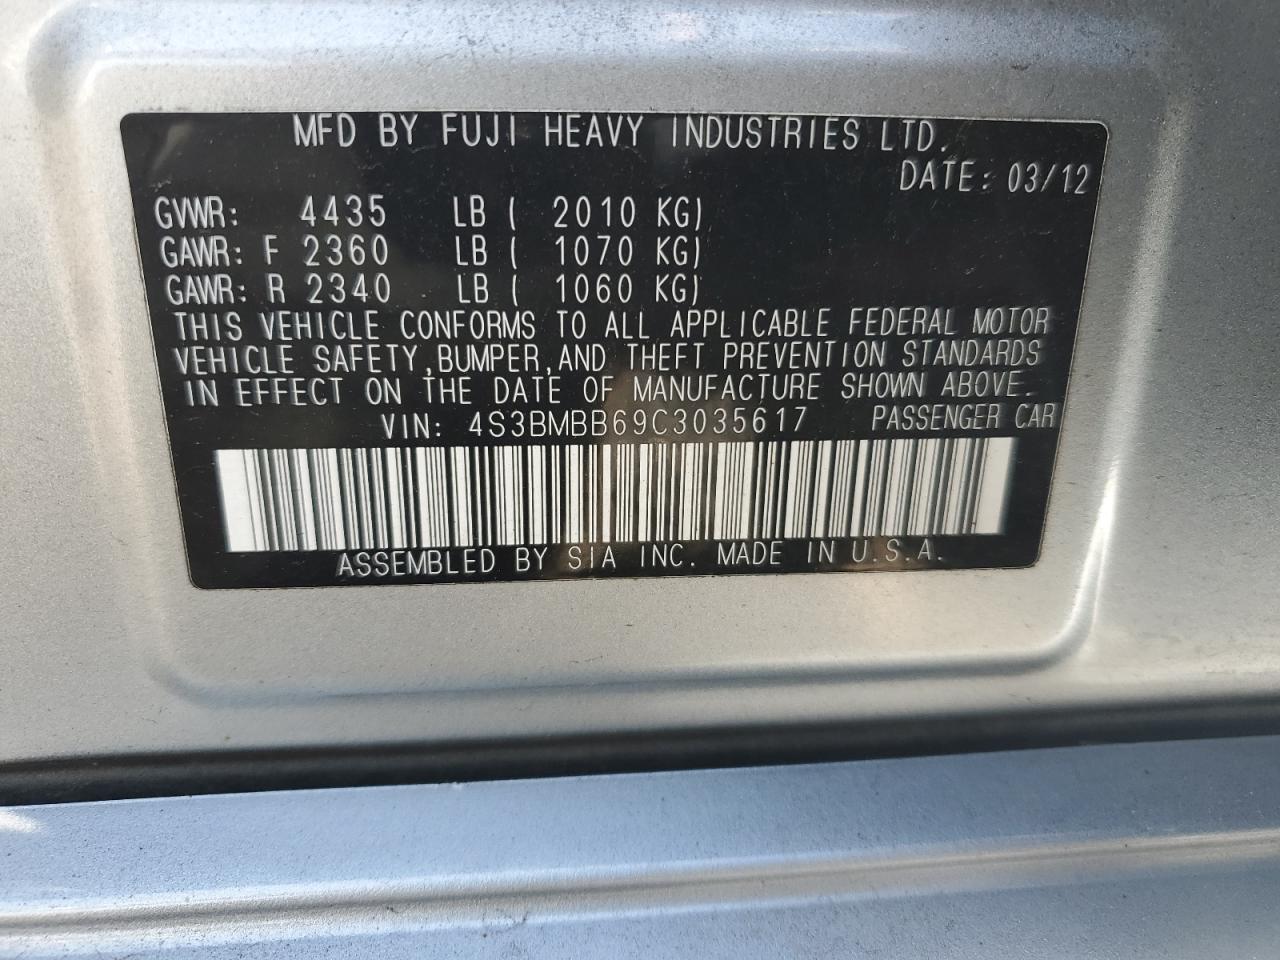 MFD BY FUJI HEAVY INDUSTRIES LTD.
DATE: 03/12
GVWR: 4435 LB ( 2010 KG)
GAWR: F 2360 LB ( 1070 KG)
GAWR: R 2340 LB ( 1060 KG)
THIS VEHICLE CONFORMS TO ALL APPLICABLE FEDERAL MOTOR
VEHICLE SAFETY, BUMPER, AND THEFT PREVENTION STANDARDS
IN EFFECT ON THE DATE OF MANUFACTURE SHOWN ABOVE.
VIN: 4S3BMBB69C3035617 PASSENGER CAR
ASSEMBLED BY SIA INC. MADE IN U.S.A.